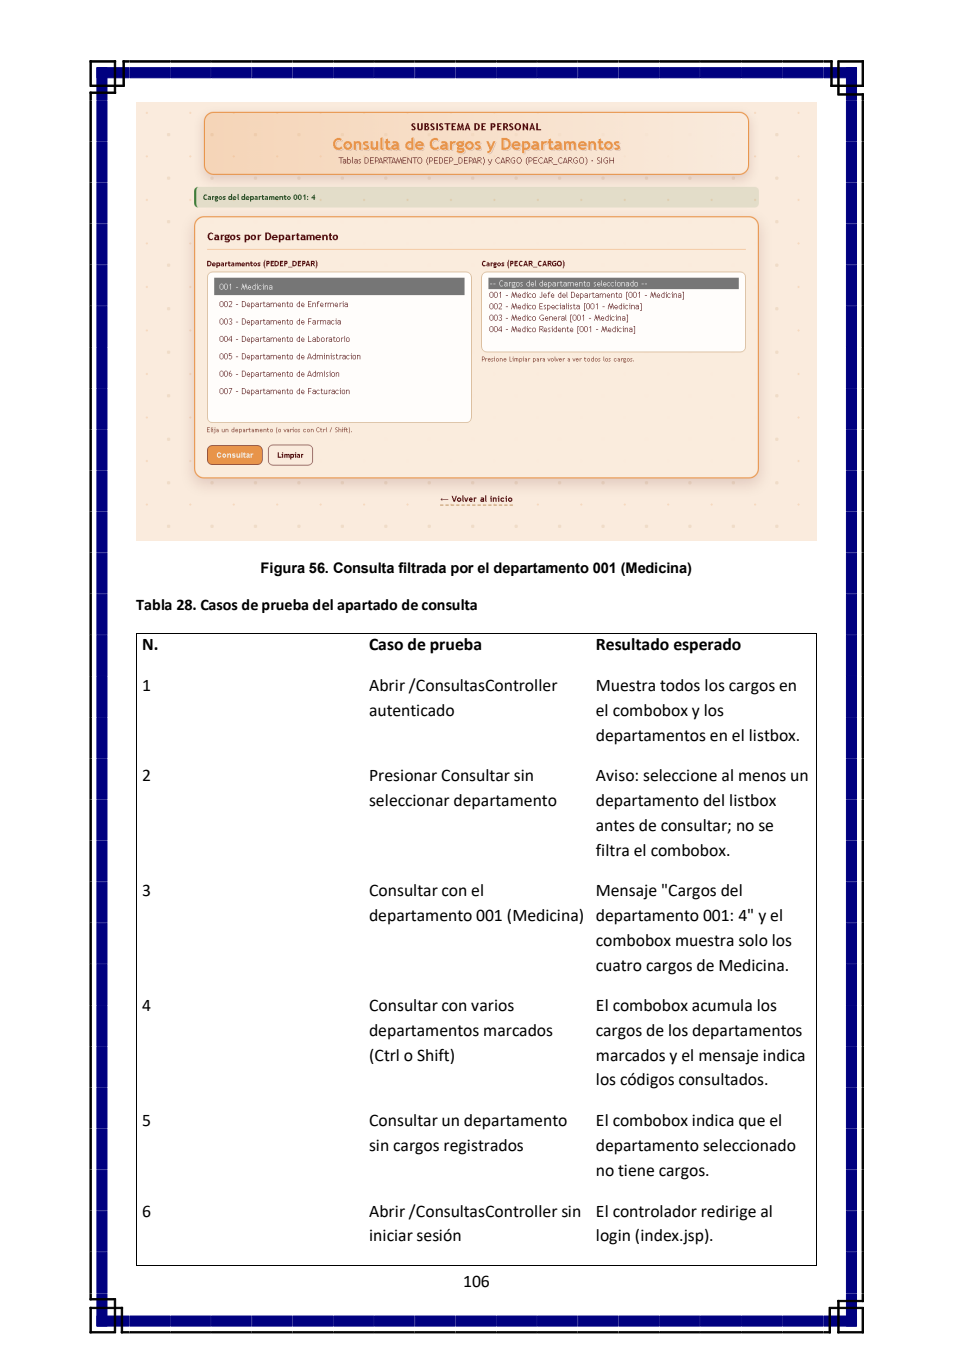 SUBSISTEMA DE PERSONAL
Consulta de Cargos y Departamentos
Tablas DEPARTAMENTO (PEDEP_DEPAR) y CARGO (PECAR_CARGO) • SIGH
Cargos del departamento 001: 4
Cargos por Departamento
Departamentos (PEDEP_DEPAR)
001 - Medicina
002 - Departamento de Enfermeria
003 - Departamento de Farmacia
004 - Departamento de Laboratorio
005 - Departamento de Administracion
006 - Departamento de Admision
007 - Departamento de Facturacion
Elija un departamento (o varios con Ctrl / Shift).
Cargos (PECAR_CARGO)
-- Cargos del departamento seleccionado --
001 - Medico Jefe del Departamento [001 - Medicina]
002 - Medico Especialista [001 - Medicina]
003 - Medico General [001 - Medicina]
004 - Medico Residente [001 - Medicina]
Presione Limpiar para volver a ver todos los cargos.
Consultar
Limpiar
← Volver al inicio
Figura 56. Consulta filtrada por el departamento 001 (Medicina)
Tabla 28. Casos de prueba del apartado de consulta
N. Caso de prueba Resultado esperado
1 Abrir /ConsultasController Muestra todos los cargos en
autenticado el combobox y los
departamentos en el listbox.
2 Presionar Consultar sin Aviso: seleccione al menos un
seleccionar departamento departamento del listbox
antes de consultar; no se
filtra el combobox.
3 Consultar con el Mensaje "Cargos del
departamento 001 (Medicina) departamento 001: 4" y el
combobox muestra solo los
cuatro cargos de Medicina.
4 Consultar con varios El combobox acumula los
departamentos marcados cargos de los departamentos
(Ctrl o Shift) marcados y el mensaje indica
los códigos consultados.
5 Consultar un departamento El combobox indica que el
sin cargos registrados departamento seleccionado
no tiene cargos.
6 Abrir /ConsultasController sin El controlador redirige al
iniciar sesión login (index.jsp).
106